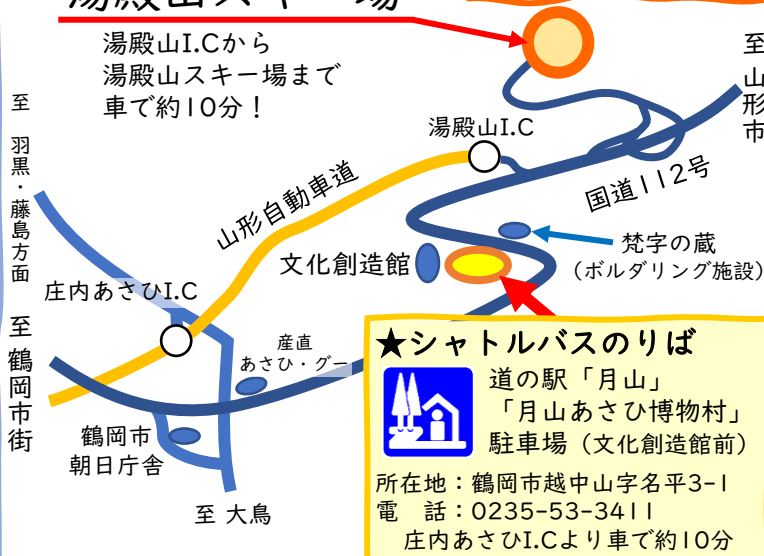 湯殿山スキー場
湯殿山I.Cから
湯殿山スキー場まで
車で約10分！
至 山形市
至 羽黒・藤島方面
湯殿山I.C
国道112号
山形自動車道
梵字の蔵
（ボルダリング施設）
文化創造館
庄内あさひI.C
至 鶴岡市街
産直
あさひ・グー
鶴岡市
朝日庁舎
至 大鳥
★シャトルバスのりば
道の駅「月山」
「月山あさひ博物村」
駐車場（文化創造館前）
所在地：鶴岡市越中山字名平3-1
電　話：0235-53-3411
庄内あさひI.Cより車で約10分